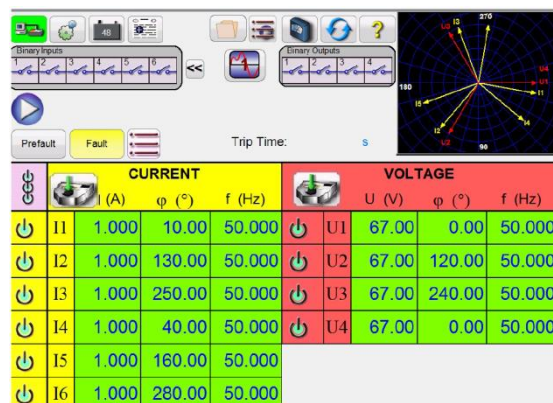 48
Binary Inputs
1 2 3 4 5 6
<<
Binary Outputs
1 2 3 4
?
270
I3
U3
U4
U1
180
I1
I5
I4
I2
U2
90
Prefault
Fault
Trip Time:
s
CURRENT
VOLTAGE
I (A) φ (°) f (Hz)
U (V) φ (°) f (Hz)
I1 1.000 10.00 50.000 U1 67.00 0.00 50.000
I2 1.000 130.00 50.000 U2 67.00 120.00 50.000
I3 1.000 250.00 50.000 U3 67.00 240.00 50.000
I4 1.000 40.00 50.000 U4 67.00 0.00 50.000
I5 1.000 160.00 50.000
I6 1.000 280.00 50.000